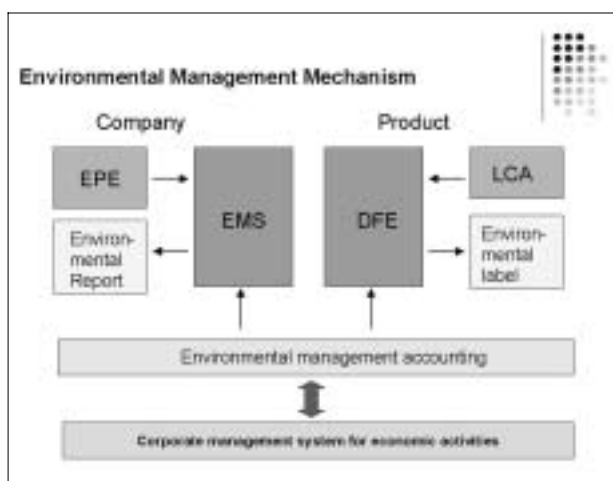 Environmental Management Mechanism
Company
Product
EPE
EMS
DFE
LCA
Environ-
mental
Report
Environ-
mental
label
Environmental management accounting
Corporate management system for economic activities